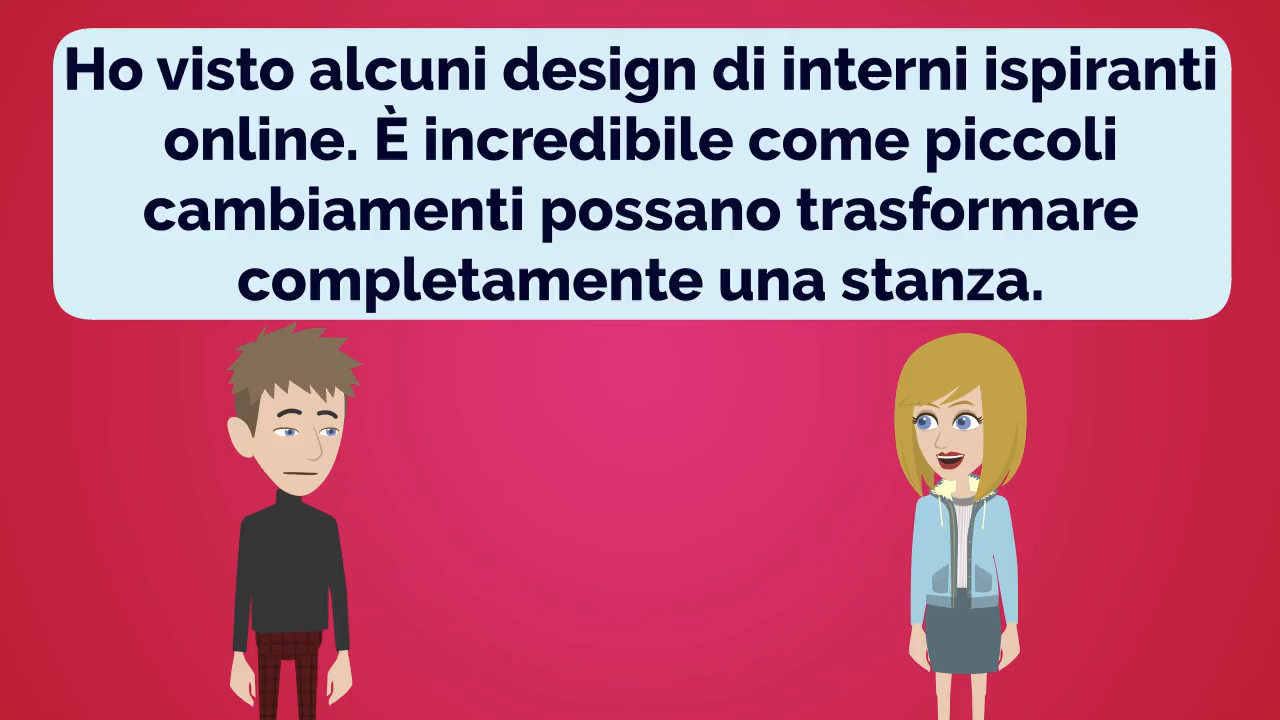 Ho visto alcuni design di interni ispiranti
online. È incredibile come piccoli
cambiamenti possano trasformare
completamente una stanza.